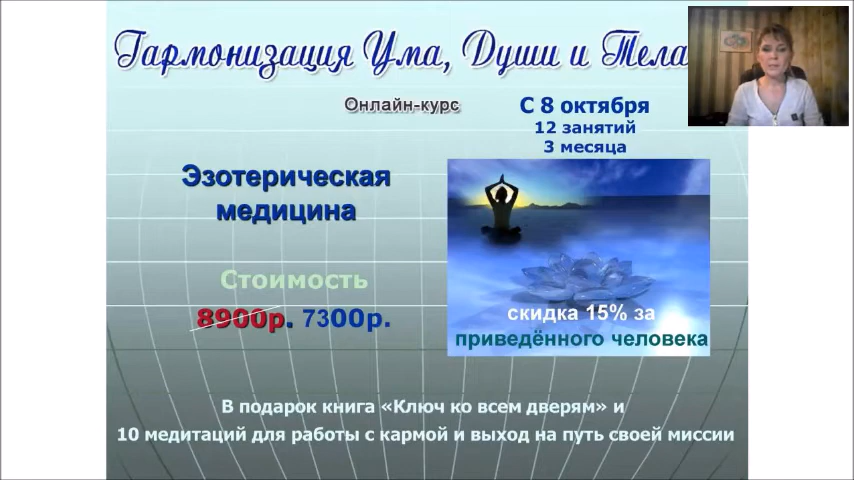 Гармонизация Ума, Души и Тела
Онлайн-курс
С 8 октября
12 занятий
3 месяца
Эзотерическая
медицина
Стоимость
8900р. 7300р.
скидка 15% за
приведённого человека
В подарок книга «Ключ ко всем дверям» и
10 медитаций для работы с кармой и выход на путь своей миссии